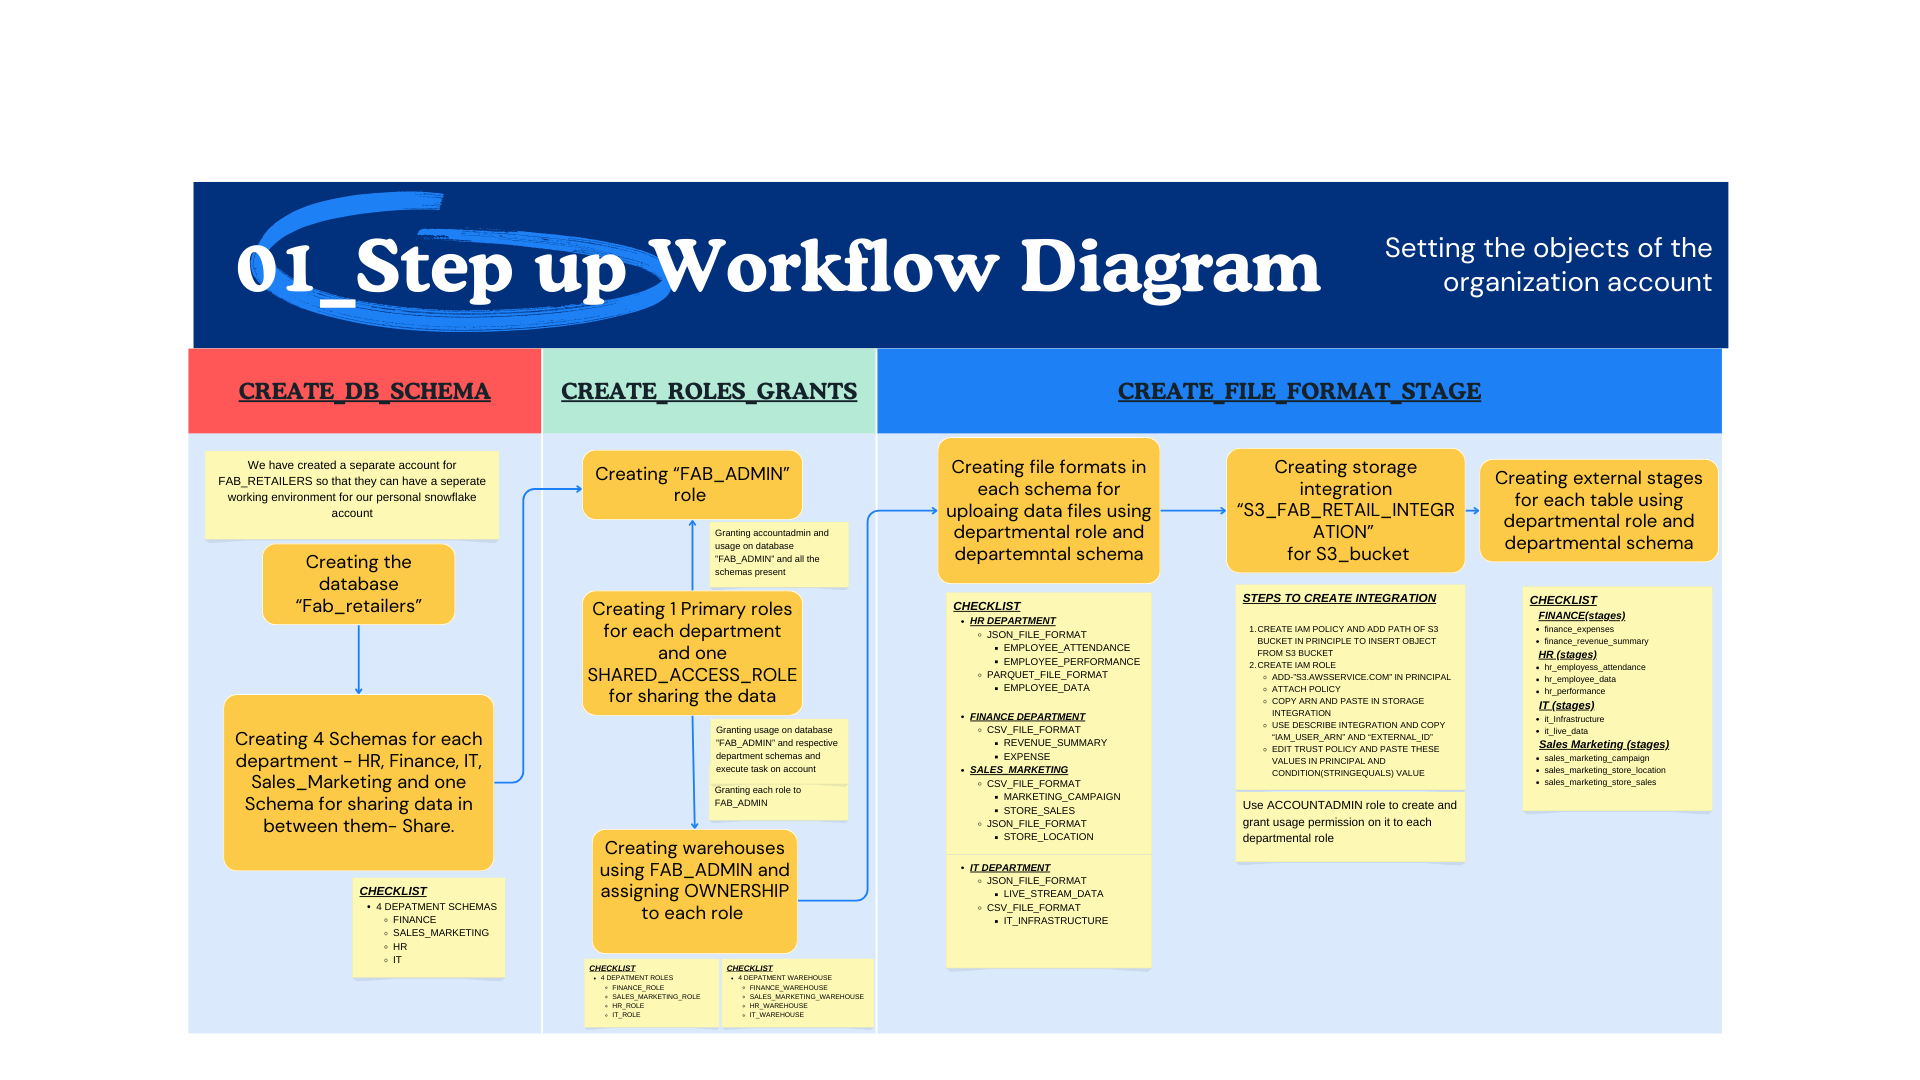 01_Step up Workflow Diagram
Setting the objects of the
organization account
CREATE_DB_SCHEMA
CREATE_ROLES_GRANTS
CREATE_FILE_FORMAT_STAGE
We have created a separate account for
FAB_RETAILERS so that they can have a seperate
working environment for our personal snowflake
account
Creating the
database
“Fab_retailers”
Creating 4 Schemas for each
department - HR, Finance, IT,
Sales_Marketing and one
Schema for sharing data in
between them- Share.
CHECKLIST
4 DEPATMENT SCHEMAS
FINANCE
SALES_MARKETING
HR
IT
Creating “FAB_ADMIN”
role
Granting accountadmin and
usage on database
"FAB_ADMIN" and all the
schemas present
Creating 1 Primary roles
for each department
and one
SHARED_ACCESS_ROLE
for sharing the data
Granting usage on database
"FAB_ADMIN" and respective
department schemas and
execute task on account
Granting each role to
FAB_ADMIN
Creating warehouses
using FAB_ADMIN and
assigning OWNERSHIP
to each role
CHECKLIST
4 DEPATMENT ROLES
FINANCE_ROLE
SALES_MARKETING_ROLE
HR_ROLE
IT_ROLE
CHECKLIST
4 DEPATMENT WAREHOUSE
FINANCE_WAREHOUSE
SALES_MARKETING_WAREHOUSE
HR_WAREHOUSE
IT_WAREHOUSE
Creating file formats in
each schema for
uploaing data files using
departmental role and
departemntal schema
CHECKLIST
HR DEPARTMENT
JSON_FILE_FORMAT
EMPLOYEE_ATTENDANCE
EMPLOYEE_PERFORMANCE
PARQUET_FILE_FORMAT
EMPLOYEE_DATA
FINANCE DEPARTMENT
CSV_FILE_FORMAT
REVENUE_SUMMARY
EXPENSE
SALES_MARKETING
CSV_FILE_FORMAT
MARKETING_CAMPAIGN
STORE_SALES
JSON_FILE_FORMAT
STORE_LOCATION
IT DEPARTMENT
JSON_FILE_FORMAT
LIVE_STREAM_DATA
CSV_FILE_FORMAT
IT_INFRASTRUCTURE
Creating storage
integration
“S3_FAB_RETAIL_INTEGR
ATION”
for S3_bucket
STEPS TO CREATE INTEGRATION
1. CREATE IAM POLICY AND ADD PATH OF S3
BUCKET IN PRINCIPLE TO INSERT OBJECT
FROM S3 BUCKET
2. CREATE IAM ROLE
ADD-"S3.AWSSERVICE.COM" IN PRINCIPAL
ATTACH POLICY
COPY ARN AND PASTE IN STORAGE
INTEGRATION
USE DESCRIBE INTEGRATION AND COPY
“IAM_USER_ARN” AND “EXTERNAL_ID”
EDIT TRUST POLICY AND PASTE THESE
VALUES IN PRINCIPAL AND
CONDITION(STRINGEQUALS) VALUE
Use ACCOUNTADMIN role to create and
grant usage permission on it to each
departmental role
Creating external stages
for each table using
departmental role and
departmental schema
CHECKLIST
FINANCE(stages)
finance_expenses
finance_revenue_summary
HR (stages)
hr_employess_attendance
hr_employee_data
hr_performance
IT (stages)
it_Infrastructure
it_live_data
Sales Marketing (stages)
sales_marketing_campaign
sales_marketing_store_location
sales_marketing_store_sales